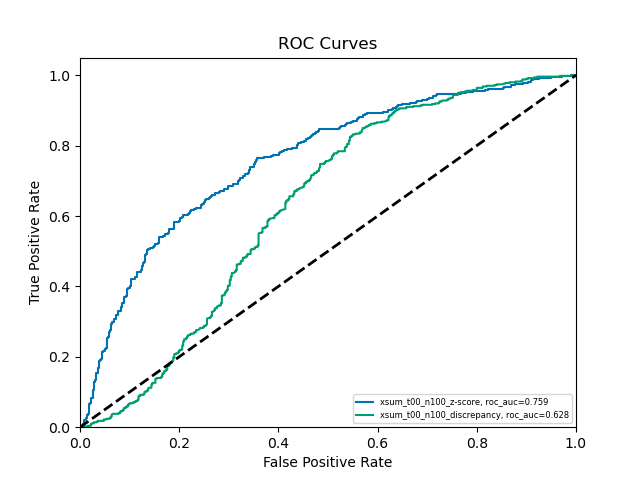 ROC Curves
True Positive Rate
1.0
0.8
0.6
0.4
0.2
0.0
xsum_t00_n100_z-score, roc_auc=0.759
xsum_t00_n100_discrepancy, roc_auc=0.628
0.0 0.2 0.4 0.6 0.8 1.0
False Positive Rate